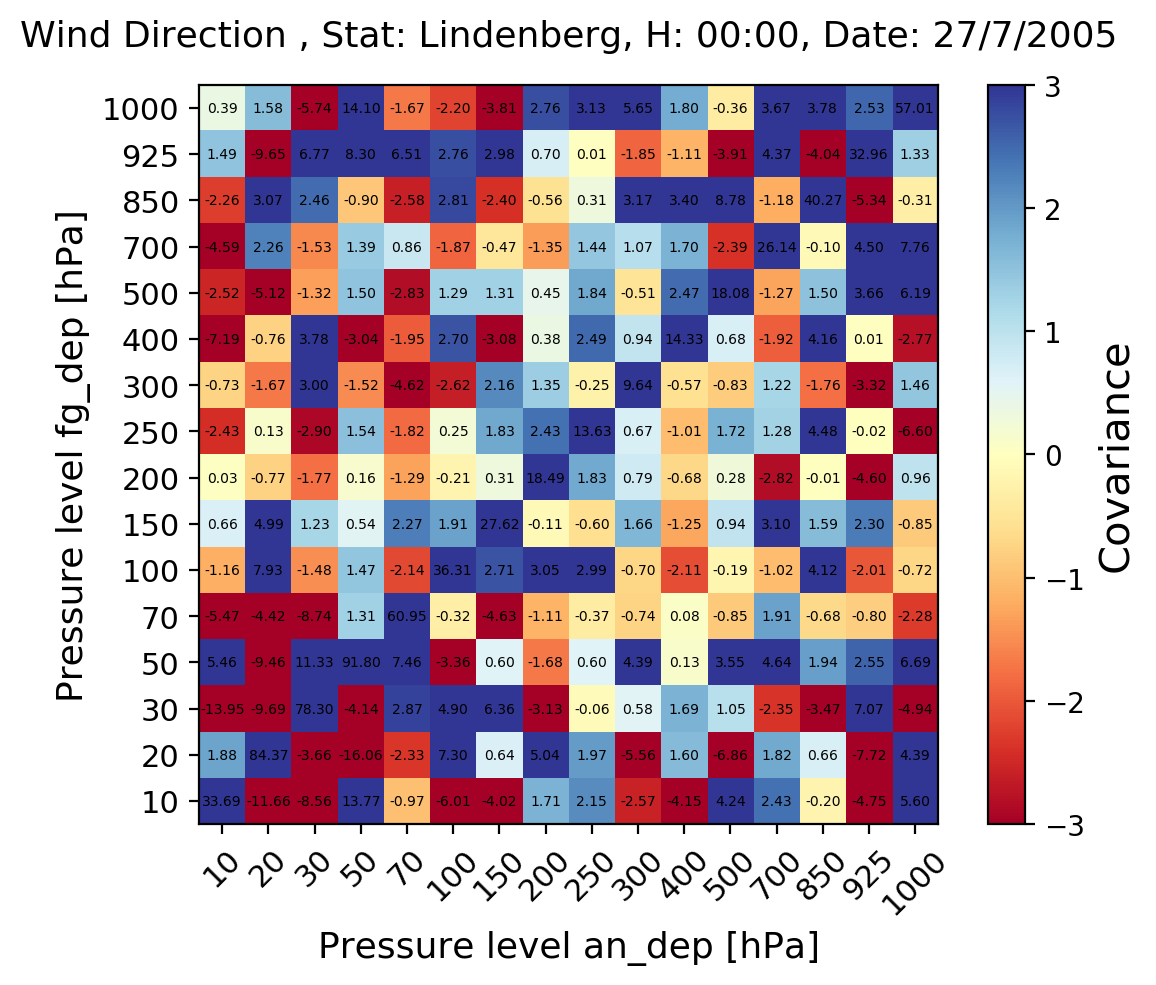 Wind Direction , Stat: Lindenberg, H: 00:00, Date: 27/7/2005
1000 0.39 1.58 -5.74 14.10 -1.67 -2.20 -3.81 2.76 3.13 5.65 1.80 -0.36 3.67 3.78 2.53 57.01
925 1.49 -9.65 6.77 8.30 6.51 2.76 2.98 0.70 0.01 -1.85 -1.11 -3.91 4.37 -4.04 32.96 1.33
850 -2.26 3.07 2.46 -0.90 -2.58 2.81 -2.40 -0.56 0.31 3.17 3.40 8.78 -1.18 40.27 -5.34 -0.31
700 -4.59 2.26 -1.53 1.39 0.86 -1.87 -0.47 -1.35 1.44 1.07 1.70 -2.39 26.14 -0.10 4.50 7.76
500 -2.52 -5.12 -1.32 1.50 -2.83 1.29 1.31 0.45 1.84 -0.51 2.47 18.08 -1.27 1.50 3.66 6.19
400 -7.19 -0.76 3.78 -3.04 -1.95 2.70 -3.08 0.38 2.49 0.94 14.33 0.68 -1.92 4.16 0.01 -2.77
300 -0.73 -1.67 3.00 -1.52 -4.62 -2.62 2.16 1.35 -0.25 9.64 -0.57 -0.83 1.22 -1.76 -3.32 1.46
250 -2.43 0.13 -2.90 1.54 -1.82 0.25 1.83 2.43 13.63 0.67 -1.01 1.72 1.28 4.48 -0.02 -6.60
200 0.03 -0.77 -1.77 0.16 -1.29 -0.21 0.31 18.49 1.83 0.79 -0.68 0.28 -2.82 -0.01 -4.60 0.96
150 0.66 4.99 1.23 0.54 2.27 1.91 27.62 -0.11 -0.60 1.66 -1.25 0.94 3.10 1.59 2.30 -0.85
100 -1.16 7.93 -1.48 1.47 -2.14 36.31 2.71 3.05 2.99 -0.70 -2.11 -0.19 -1.02 4.12 -2.01 -0.72
70 -5.47 -4.42 -8.74 1.31 60.95 -0.32 -4.63 -1.11 -0.37 -0.74 0.08 -0.85 1.91 -0.68 -0.80 -2.28
50 5.46 -9.46 11.33 91.80 7.46 -3.36 0.60 -1.68 0.60 4.39 0.13 3.55 4.64 1.94 2.55 6.69
30 -13.95 -9.69 78.30 -4.14 2.87 4.90 6.36 -3.13 -0.06 0.58 1.69 1.05 -2.35 -3.47 7.07 -4.94
20 1.88 84.37 -3.66 -16.06 -2.33 7.30 0.64 5.04 1.97 -5.56 1.60 -6.86 1.82 0.66 -7.72 4.39
10 33.69 -11.66 -8.56 13.77 -0.97 -6.01 -4.02 1.71 2.15 -2.57 -4.15 4.24 2.43 -0.20 -4.75 5.60
10 20 30 50 70 100 150 200 250 300 400 500 700 850 925 1000
Pressure level an_dep [hPa]
Pressure level fg_dep [hPa]
3
2
1
0
−1
−2
−3
Covariance